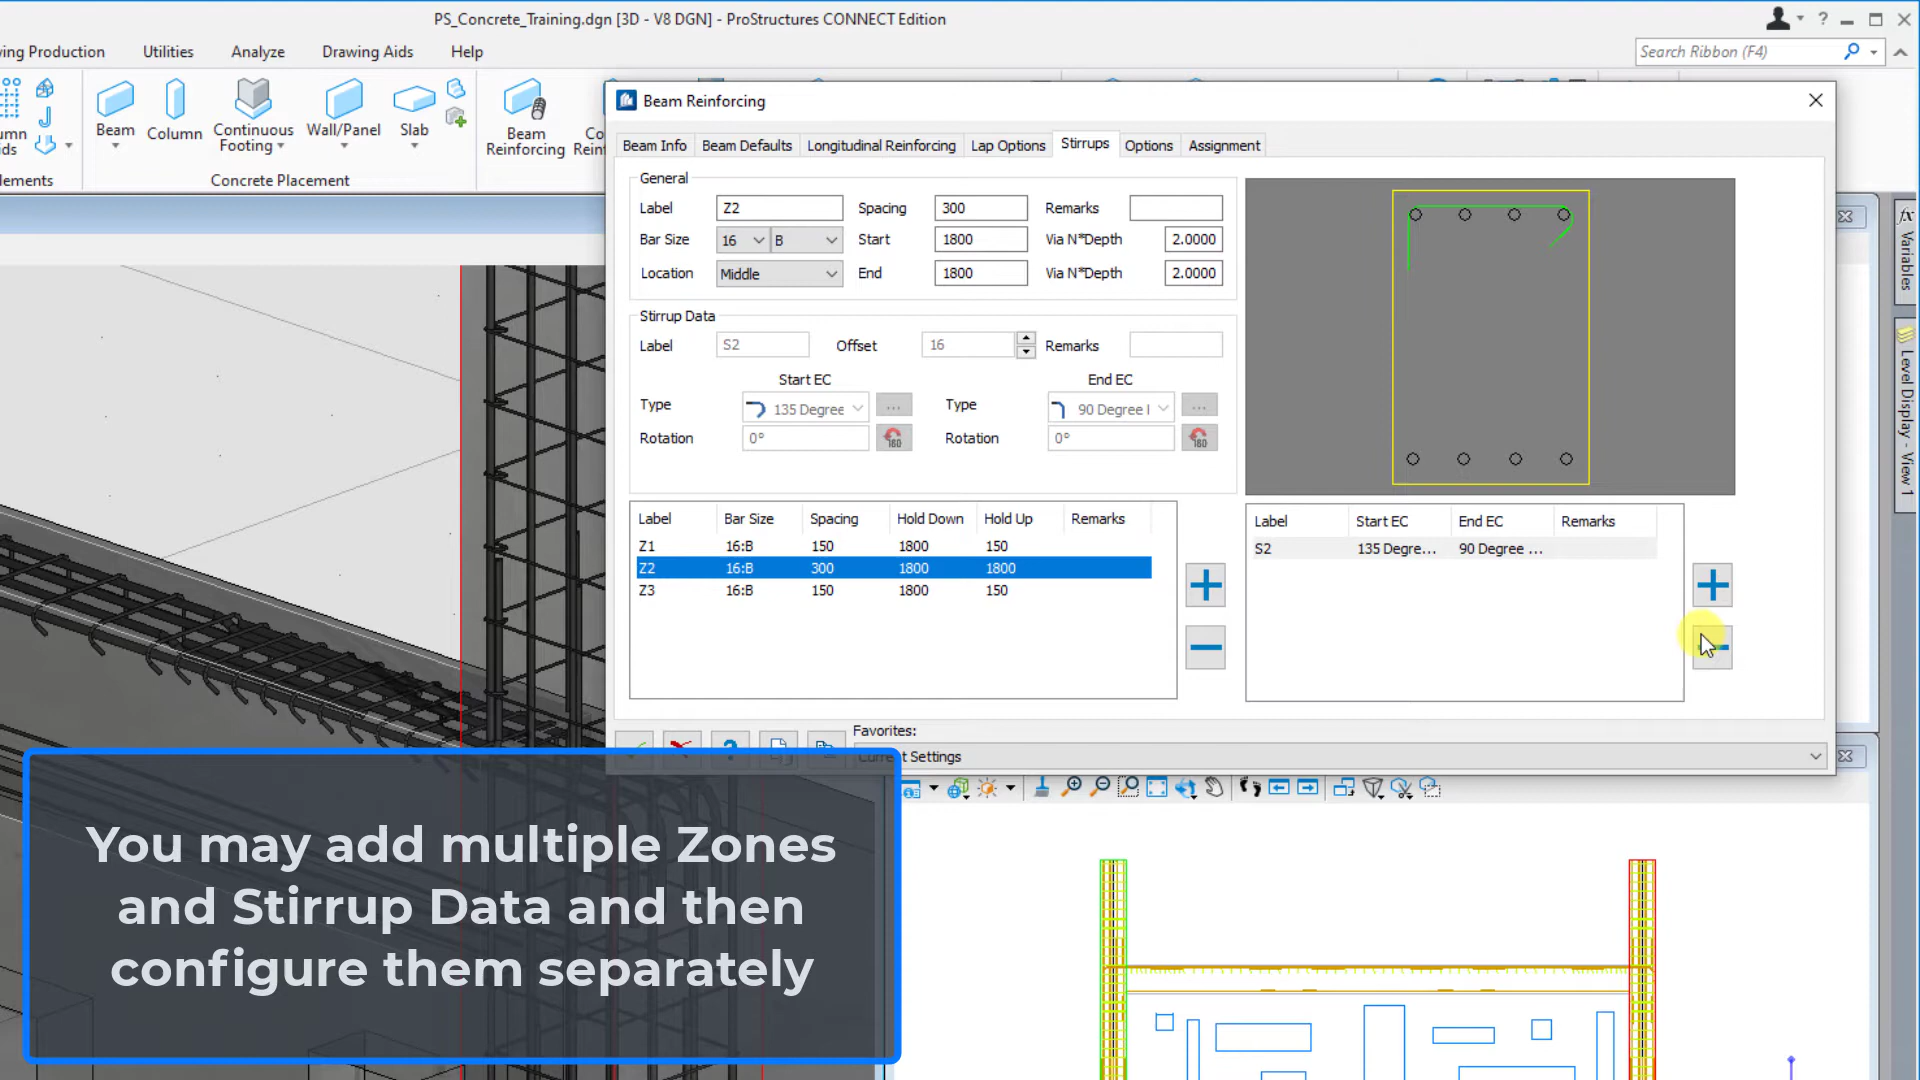 PS_Concrete_Training.dgn [3D - V8 DGN] - ProStructures CONNECT Edition
ving Production Utilities Analyze Drawing Aids Help
Search Ribbon (F4)
Beam Column Continuous Footing Wall/Panel Slab Beam Reinforcing
lements Concrete Placement
Beam Reinforcing
Beam Info Beam Defaults Longitudinal Reinforcing Lap Options Stirrups Options Assignment
General
Label Z2 Spacing 300 Remarks
Bar Size 16 B Start 1800 Via N*Depth 2.0000
Location Middle End 1800 Via N*Depth 2.0000
Stirrup Data
Label S2 Offset 16 Remarks
Start EC End EC
Type 135 Degree ... Type 90 Degree ...
Rotation 0° 180 Rotation 0° 180
Label Bar Size Spacing Hold Down Hold Up Remarks
Z1 16:B 150 1800 150
Z2 16:B 300 1800 1800
Z3 16:B 150 1800 150
Label Start EC End EC Remarks
S2 135 Degre... 90 Degree ...
Favorites:
Current Settings
fx Variables
Level Display - View 1
You may add multiple Zones
and Stirrup Data and then
configure them separately